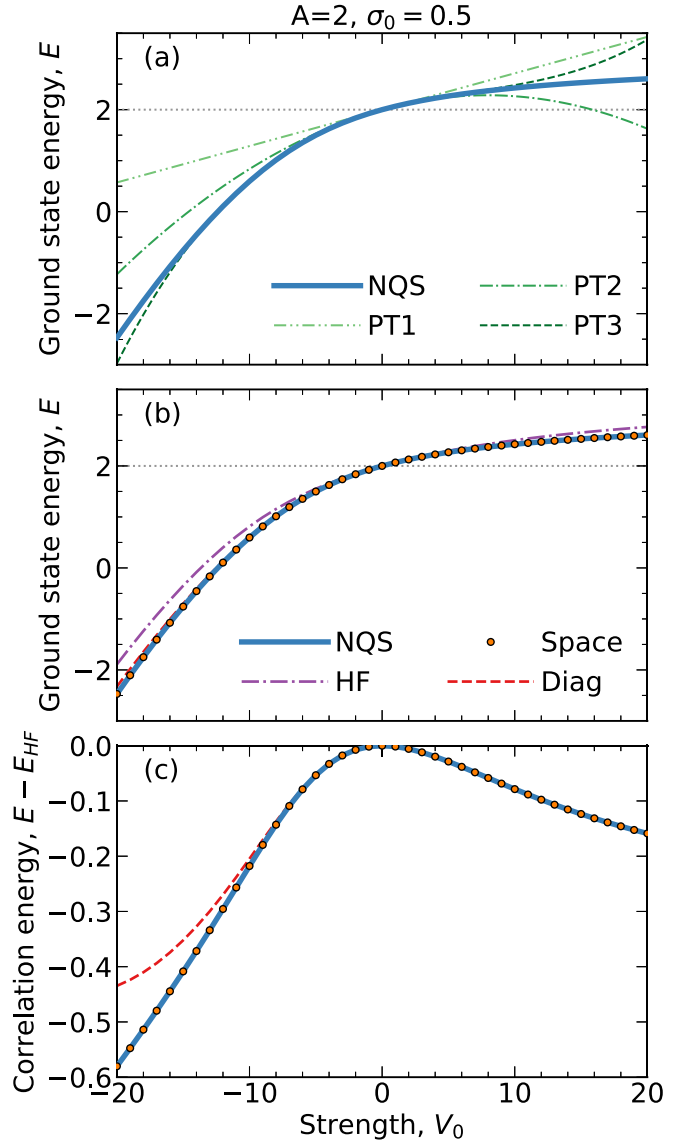 A=2, σ₀ = 0.5
(a)
Ground state energy, E
2
0
−2
NQS
PT1
PT2
PT3
(b)
Ground state energy, E
2
0
−2
NQS
HF
Space
Diag
(c)
Correlation energy, E − E_HF
0.0
−0.1
−0.2
−0.3
−0.4
−0.5
−0.6
−20 −10 0 10 20
Strength, V₀